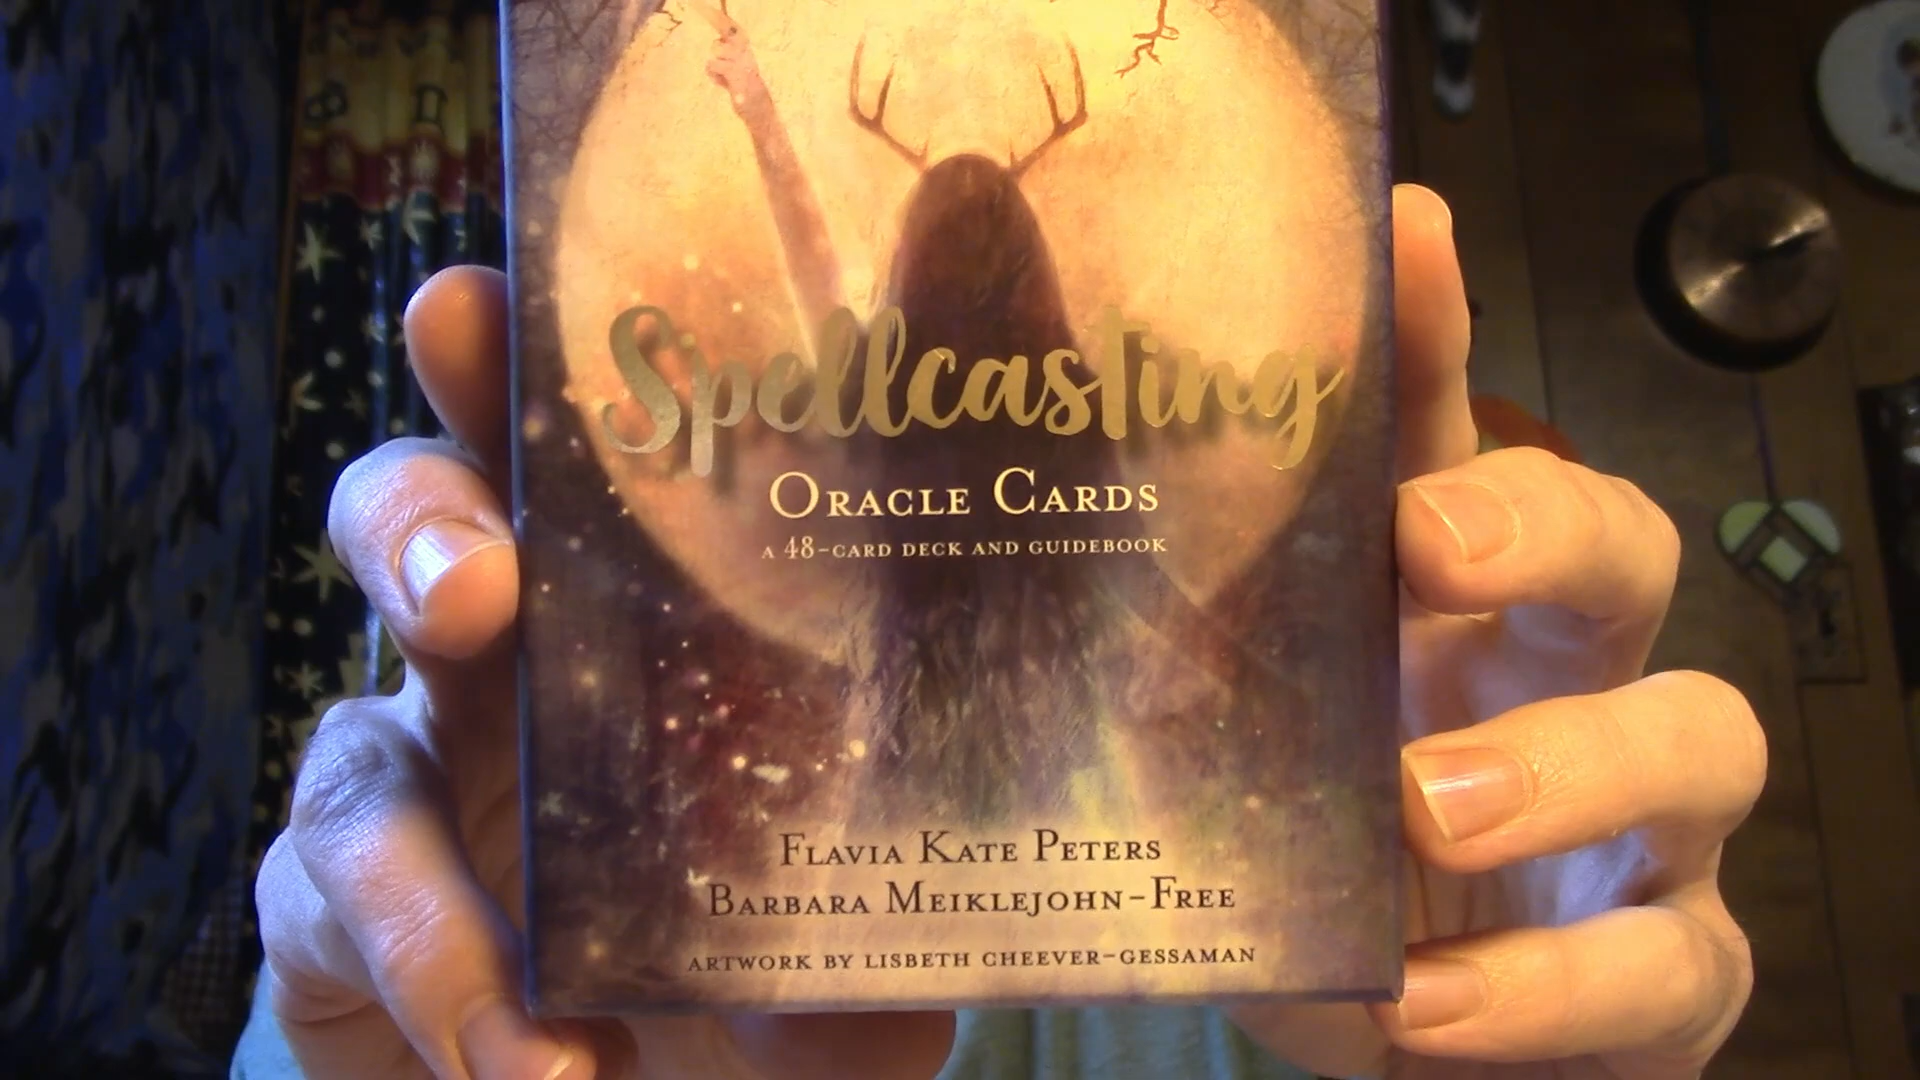 Spellcasting
ORACLE CARDS
A 48-CARD DECK AND GUIDEBOOK
FLAVIA KATE PETERS
BARBARA MEIKLEJOHN-FREE
ARTWORK BY LISBETH CHEEVER-GESSAMAN